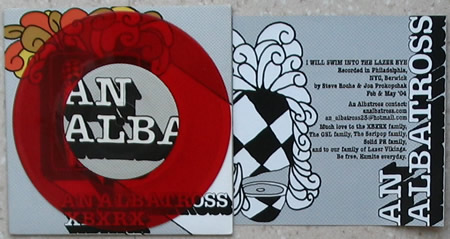 AN
ALBA
AN ALBATROSS
XBXRX
I WILL SWIM INTO THE LAZER EYE
Recorded in Philadelphia,
NYC, Berwick
by Steve Roche & Jon Prokopchak
Feb & May '04
An Albatross contact:
analbatross.com
an_albatross23@hotmail.com
Much love to the XBXRX family,
The GSL family, The Seripop family,
Solid PR family,
and to our family of Lazer Vikings.
Be free, Kumite everyday.
AN
ALBATROSS